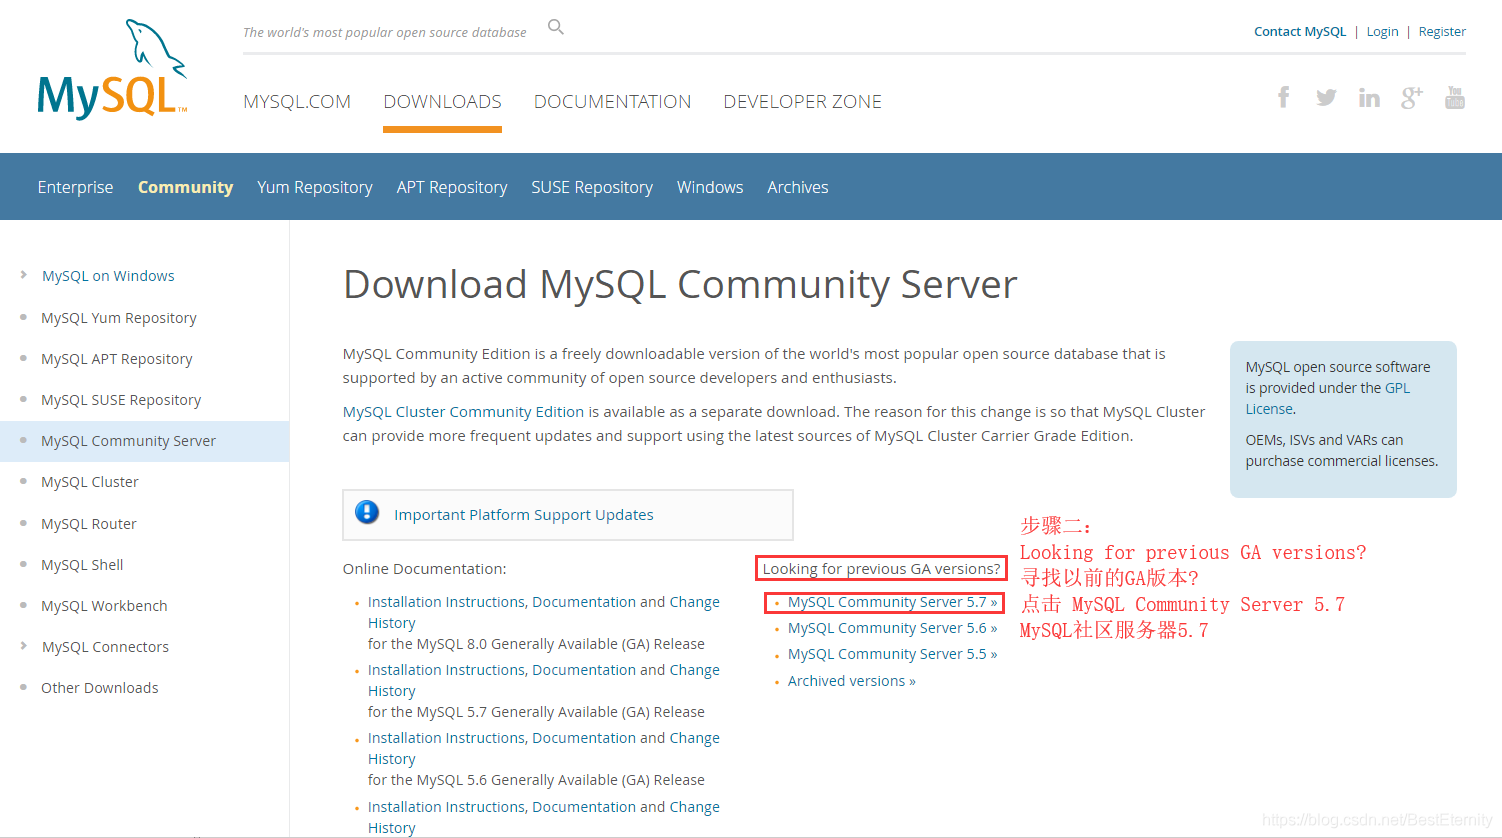 The world's most popular open source database
Contact MySQL | Login | Register
MySQL™
MYSQL.COM DOWNLOADS DOCUMENTATION DEVELOPER ZONE
Enterprise Community Yum Repository APT Repository SUSE Repository Windows Archives
MySQL on Windows
MySQL Yum Repository
MySQL APT Repository
MySQL SUSE Repository
MySQL Community Server
MySQL Cluster
MySQL Router
MySQL Shell
MySQL Workbench
MySQL Connectors
Other Downloads
Download MySQL Community Server
MySQL Community Edition is a freely downloadable version of the world's most popular open source database that is
supported by an active community of open source developers and enthusiasts.
MySQL Cluster Community Edition is available as a separate download. The reason for this change is so that MySQL Cluster
can provide more frequent updates and support using the latest sources of MySQL Cluster Carrier Grade Edition.
MySQL open source software
is provided under the GPL
License.
OEMs, ISVs and VARs can
purchase commercial licenses.
Important Platform Support Updates
Online Documentation:
Installation Instructions, Documentation and Change
History
for the MySQL 8.0 Generally Available (GA) Release
Installation Instructions, Documentation and Change
History
for the MySQL 5.7 Generally Available (GA) Release
Installation Instructions, Documentation and Change
History
for the MySQL 5.6 Generally Available (GA) Release
Installation Instructions, Documentation and Change
History
Looking for previous GA versions?
MySQL Community Server 5.7 »
MySQL Community Server 5.6 »
MySQL Community Server 5.5 »
Archived versions »
步骤二：
Looking for previous GA versions?
寻找以前的GA版本?
点击 MySQL Community Server 5.7
MySQL社区服务器5.7
https://blog.csdn.net/BestEternity